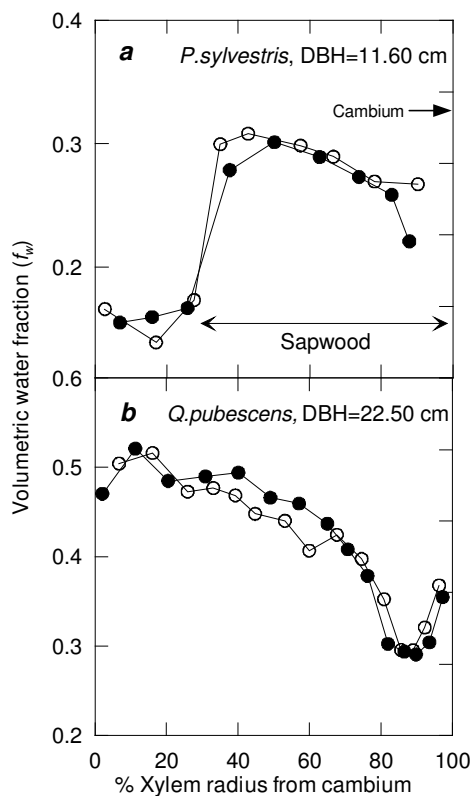 0.4
a P.sylvestris, DBH=11.60 cm
Cambium
0.3
0.2
Sapwood
Volumetric water fraction (fw)
0.6
b Q.pubescens, DBH=22.50 cm
0.5
0.4
0.3
0.2
0 20 40 60 80 100
% Xylem radius from cambium